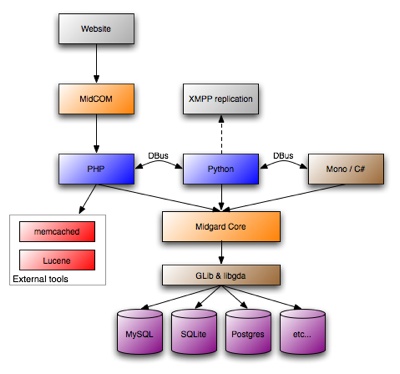 Website
MidCOM
XMPP replication
DBus
DBus
PHP
Python
Mono / C#
memcached
Lucene
External tools
Midgard Core
GLib & libgda
MySQL
SQLite
Postgres
etc...